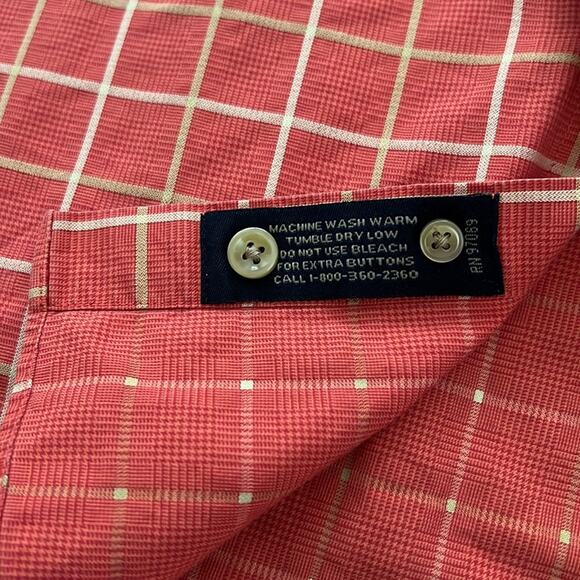 MACHINE WASH WARM
TUMBLE DRY LOW
DO NOT USE BLEACH
FOR EXTRA BUTTONS
CALL 1-800-360-2360
RN 97069